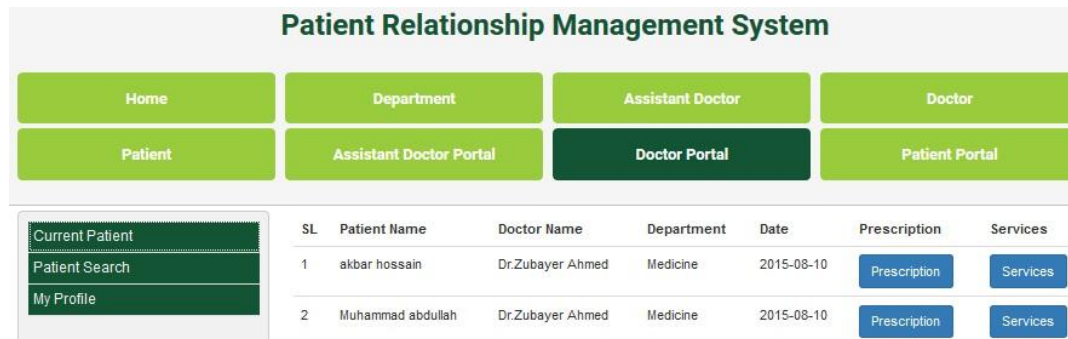 Patient Relationship Management System
Home Department Assistant Doctor Doctor
Patient Assistant Doctor Portal Doctor Portal Patient Portal
Current Patient
Patient Search
My Profile
SL Patient Name Doctor Name Department Date Prescription Services
1 akbar hossain Dr.Zubayer Ahmed Medicine 2015-08-10 Prescription Services
2 Muhammad abdullah Dr.Zubayer Ahmed Medicine 2015-08-10 Prescription Services